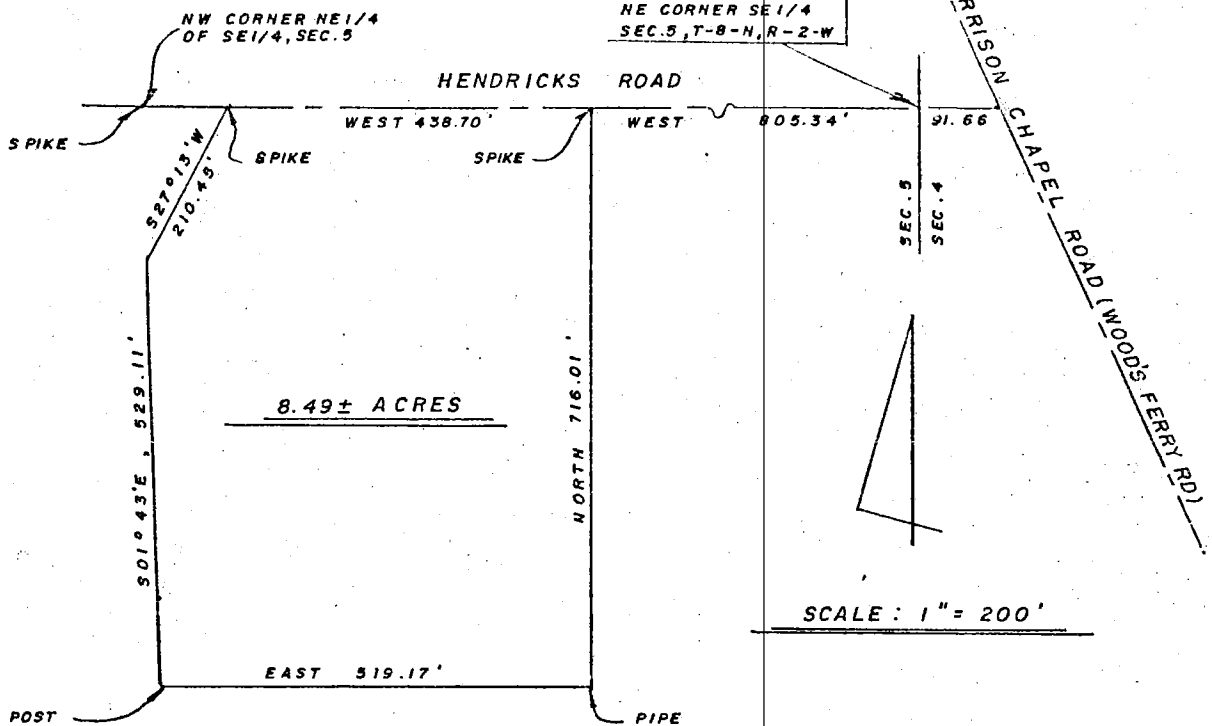 NW CORNER NE1/4
OF SE1/4, SEC.5
NE CORNER SE1/4
SEC.5, T-8-N, R-2-W
HENDRICKS ROAD
RRISON CHAPEL ROAD (WOOD'S FERRY RD)
SPIKE
WEST 438.70'
WEST
805.34'
91.66
SPIKE
SPIKE
S27°13'W
210.45'
SEC.5
SEC.4
S01°43'E, 529.11'
8.49± ACRES
NORTH 716.01'
SCALE: 1"= 200'
EAST 519.17'
POST
PIPE